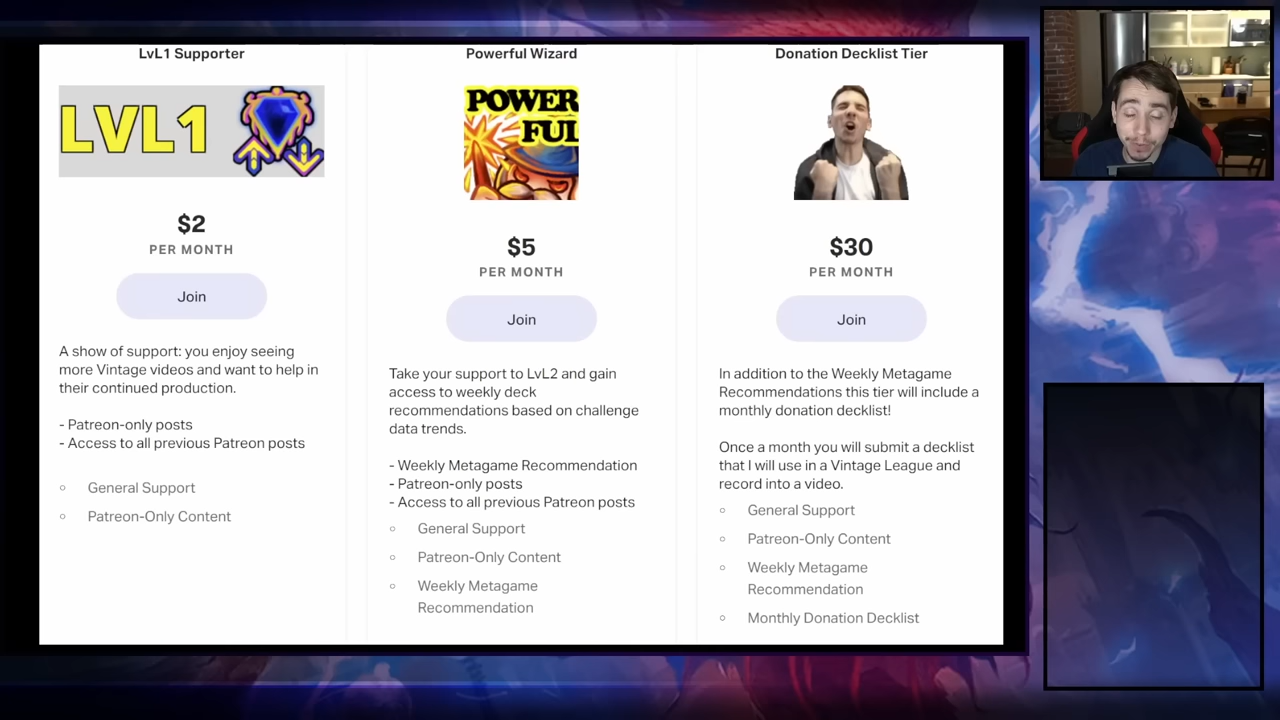 LvL1 Supporter
LVL1
$2
PER MONTH
Join
A show of support: you enjoy seeing
more Vintage videos and want to help in
their continued production.
- Patreon-only posts
- Access to all previous Patreon posts
General Support
Patreon-Only Content
Powerful Wizard
POWER
FUL
$5
PER MONTH
Join
Take your support to LvL2 and gain
access to weekly deck
recommendations based on challenge
data trends.
- Weekly Metagame Recommendation
- Patreon-only posts
- Access to all previous Patreon posts
General Support
Patreon-Only Content
Weekly Metagame
Recommendation
Donation Decklist Tier
$30
PER MONTH
Join
In addition to the Weekly Metagame
Recommendations this tier will include a
monthly donation decklist!
Once a month you will submit a decklist
that I will use in a Vintage League and
record into a video.
General Support
Patreon-Only Content
Weekly Metagame
Recommendation
Monthly Donation Decklist